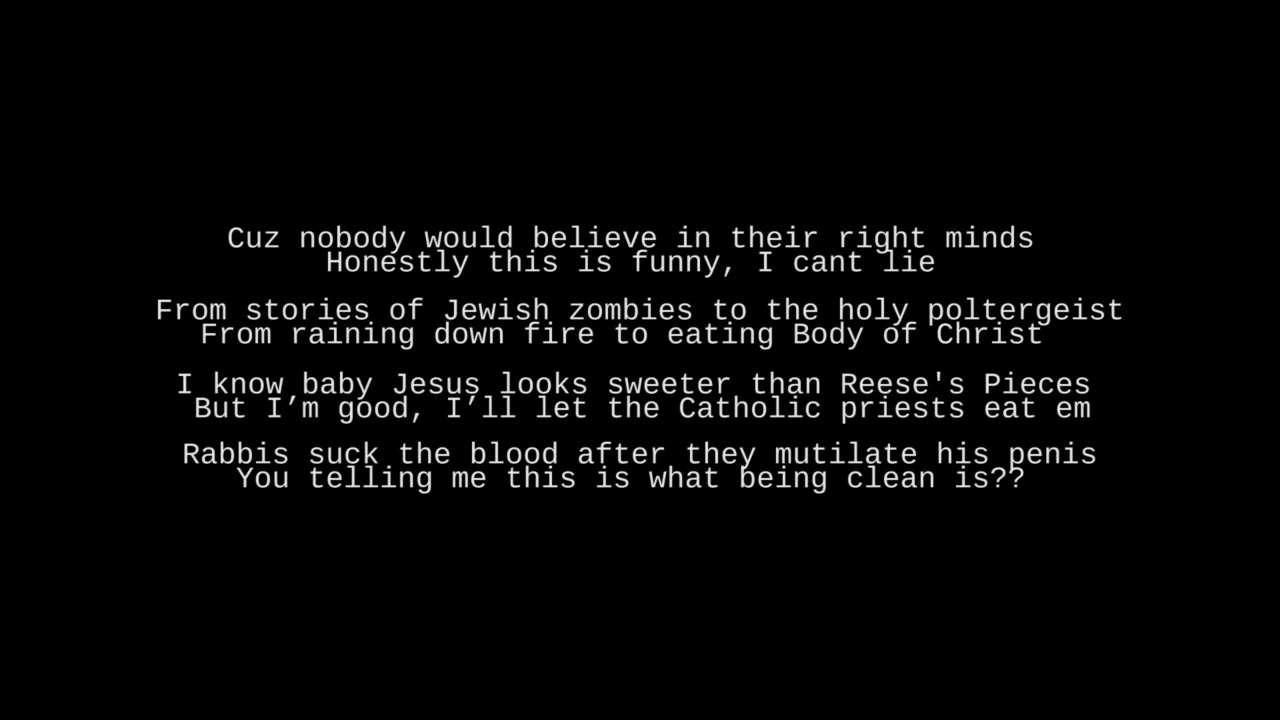 Cuz nobody would believe in their right minds
Honestly this is funny, I cant lie
From stories of Jewish zombies to the holy poltergeist
From raining down fire to eating Body of Christ
I know baby Jesus looks sweeter than Reese's Pieces
But I’m good, I’ll let the Catholic priests eat em
Rabbis suck the blood after they mutilate his penis
You telling me this is what being clean is??